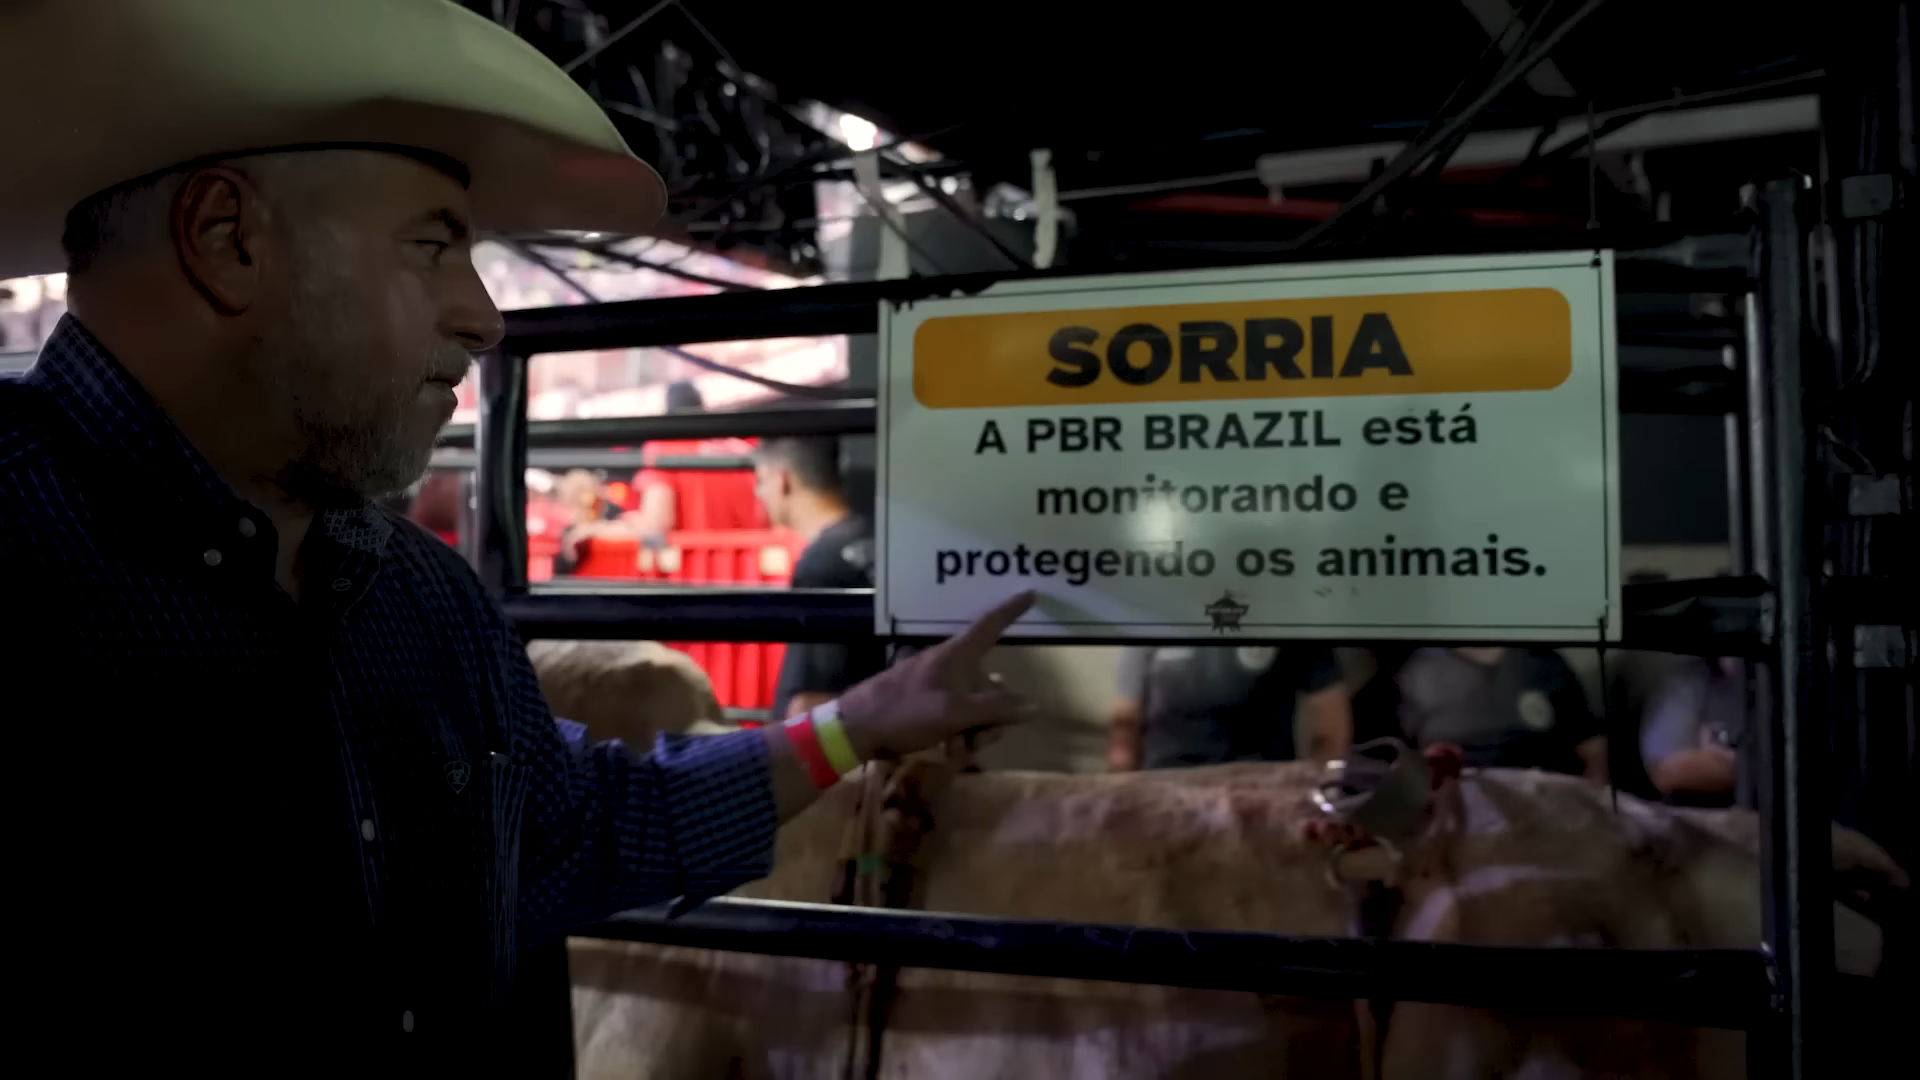 SORRIA
A PBR BRAZIL está
monitorando e
protegendo os animais.